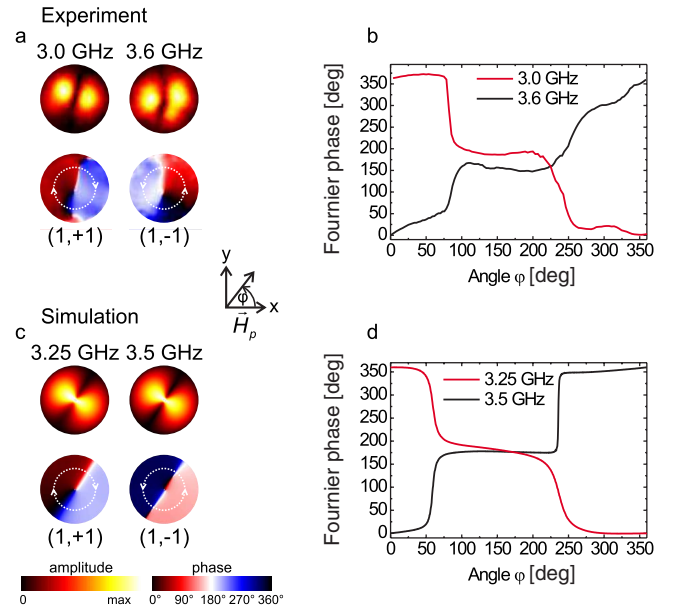 Experiment
a
3.0 GHz 3.6 GHz
(1,+1) (1,-1)
b
Fournier phase [deg]
350
300
250
200
150
100
50
0
3.0 GHz
3.6 GHz
0 50 100 150 200 250 300 350
Angle φ [deg]
y
φ
x
H_p
Simulation
c
3.25 GHz 3.5 GHz
(1,+1) (1,-1)
amplitude
0 max
phase
0° 90° 180° 270° 360°
d
Fournier phase [deg]
350
300
250
200
150
100
50
0
3.25 GHz
3.5 GHz
0 50 100 150 200 250 300 350
Angle φ [deg]